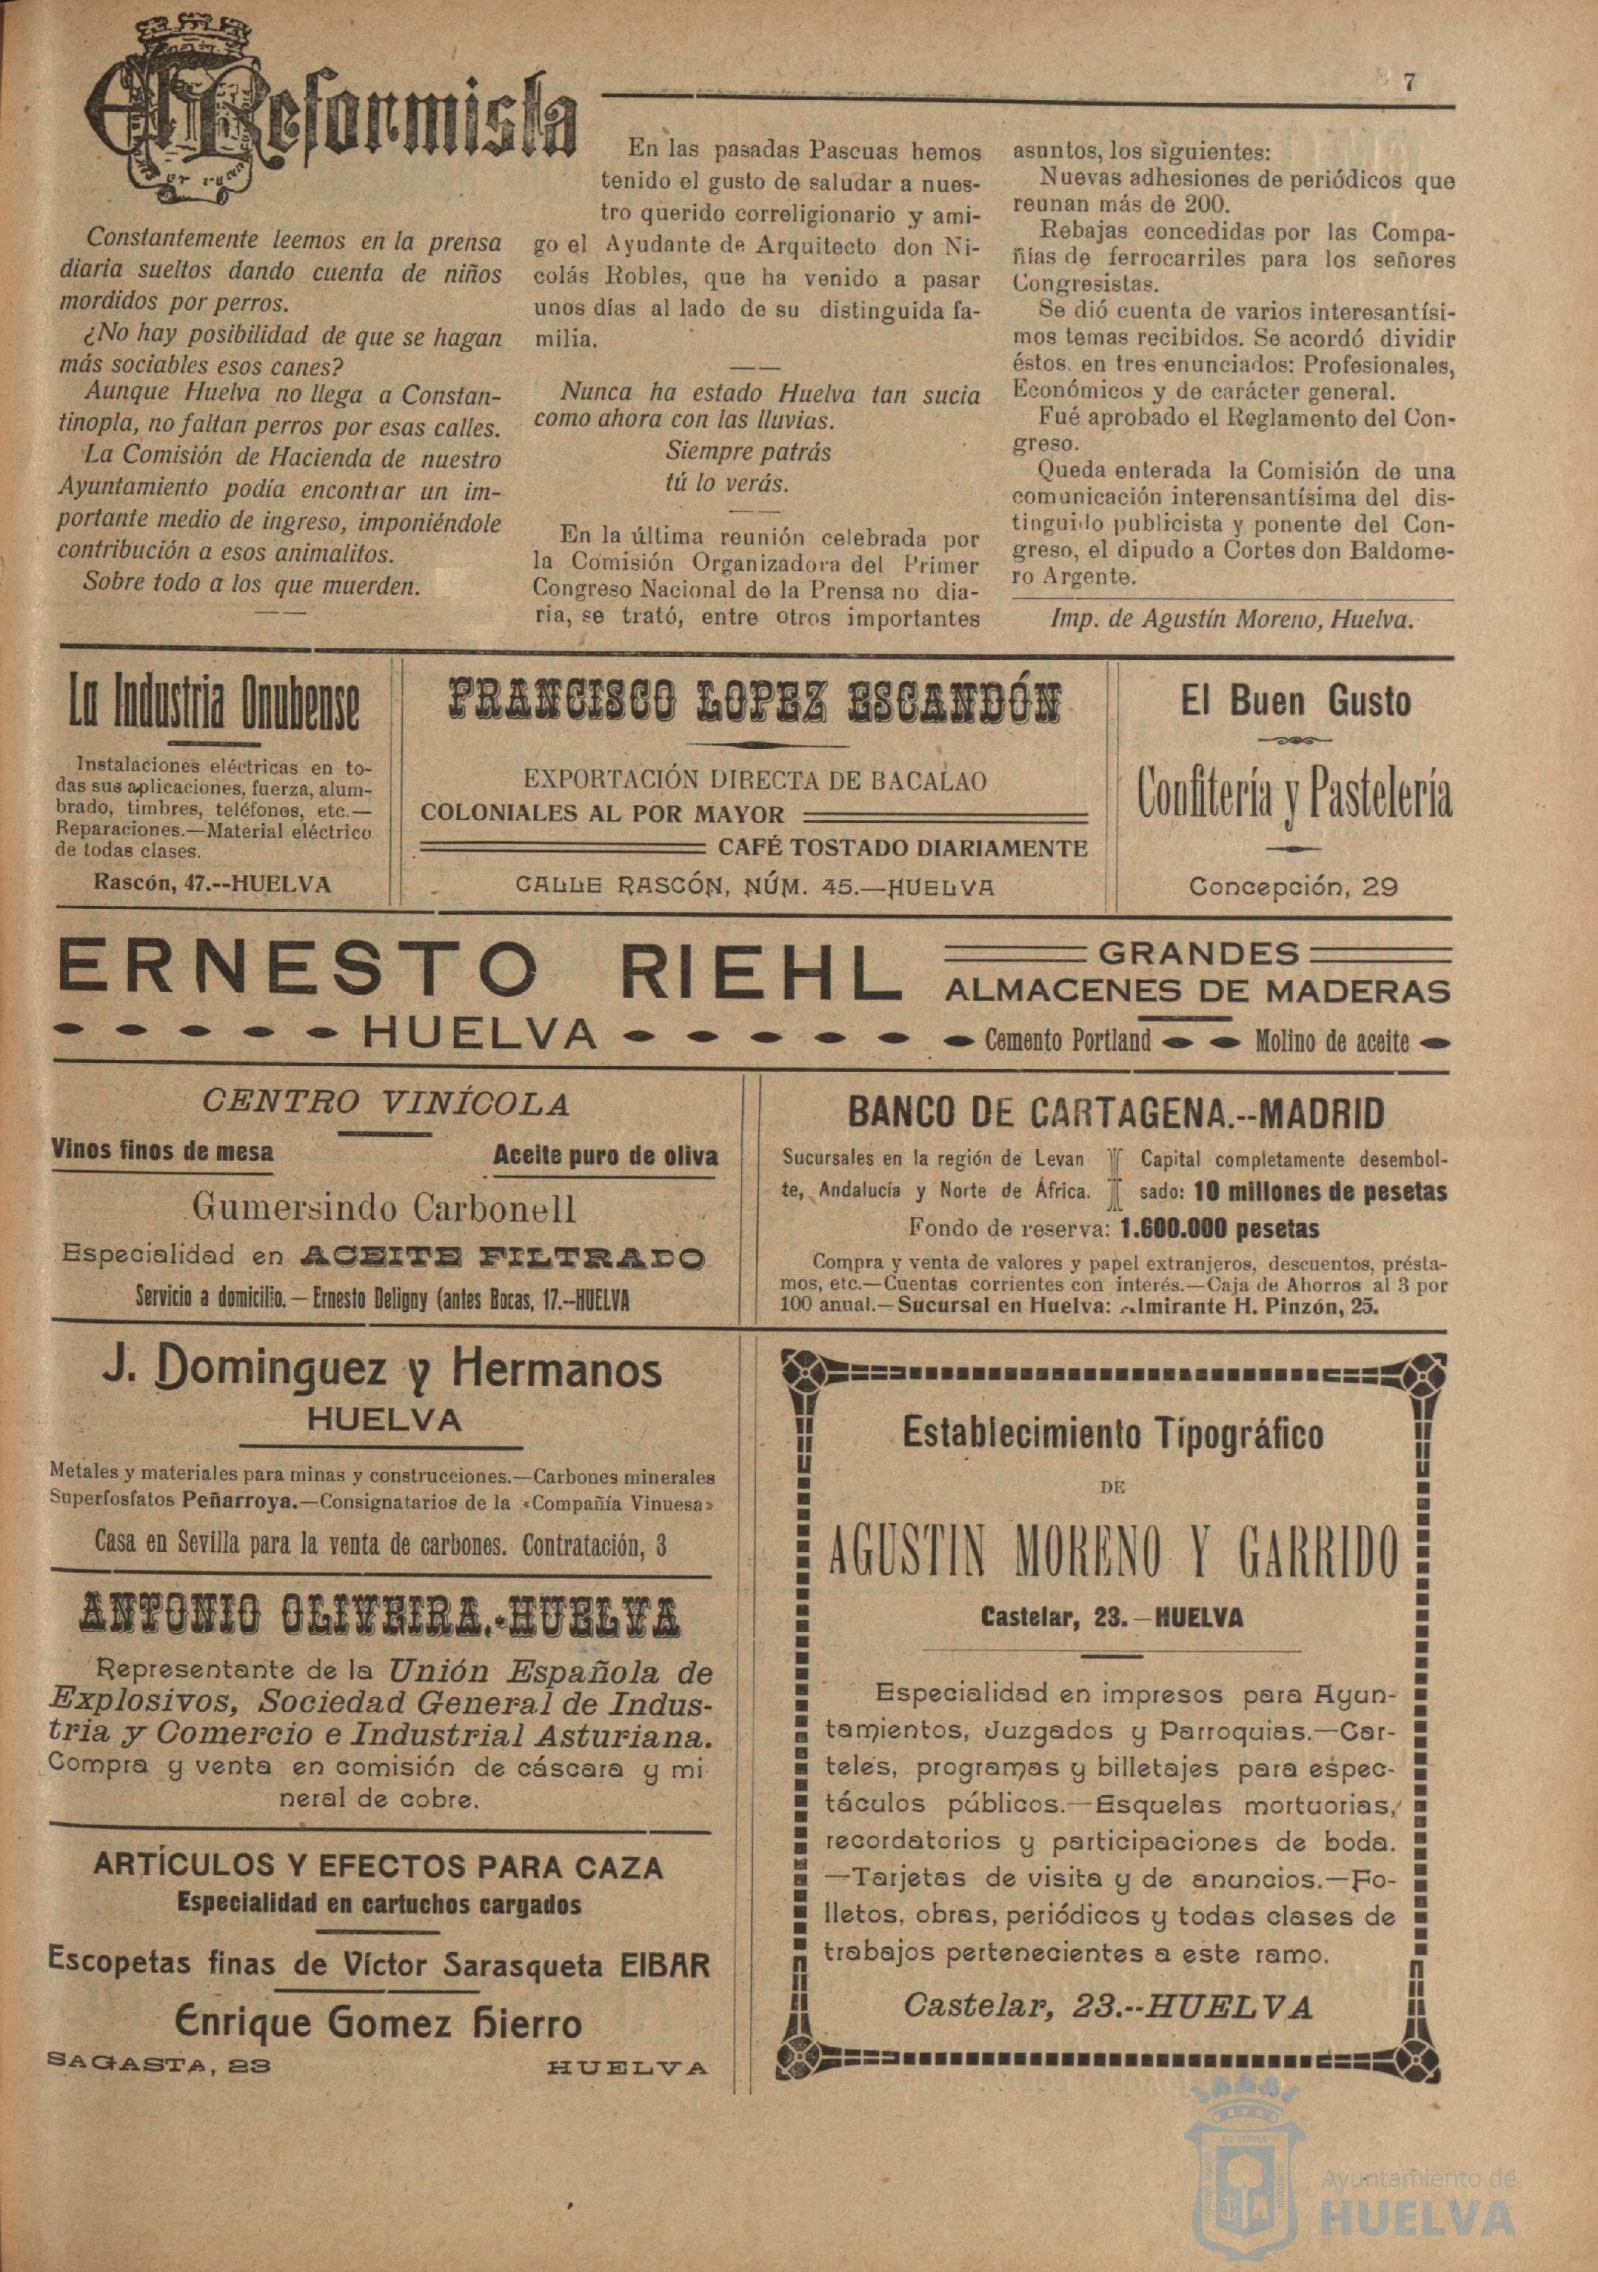 El Reformista
7
Constantemente leemos en la prensa
diaria sueltos dando cuenta de niños
mordidos por perros.
¿No hay posibilidad de que se hagan
más sociables esos canes?
Aunque Huelva no llega a Constan-
tinopla, no faltan perros por esas calles.
La Comisión de Hacienda de nuestro
Ayuntamiento podía encontrar un im-
portante medio de ingreso, imponiéndole
contribución a esos animalitos.
Sobre todo a los que muerden.
En las pasadas Pascuas hemos
tenido el gusto de saludar a nues-
tro querido correligionario y ami-
go el Ayudante de Arquitecto don Ni-
colás Robles, que ha venido a pasar
unos días al lado de su distinguida fa-
milia.
Nunca ha estado Huelva tan sucia
como ahora con las lluvias.
Siempre patrás
tú lo verás.
En la última reunión celebrada por
la Comisión Organizadora del Primer
Congreso Nacional de la Prensa no dia-
ria, se trató, entre otros importantes
asuntos, los siguientes:
Nuevas adhesiones de periódicos que
reunan más de 200.
Rebajas concedidas por las Compa-
ñías de ferrocarriles para los señores
Congresistas.
Se dió cuenta de varios interesantísi-
mos temas recibidos. Se acordó dividir
éstos, en tres enunciados: Profesionales,
Económicos y de carácter general.
Fué aprobado el Reglamento del Con-
greso.
Queda enterada la Comisión de una
comunicación interensantísima del dis-
tinguido publicista y ponente del Con-
greso, el dipudo a Cortes don Baldome-
ro Argente.
Imp. de Agustín Moreno, Huelva.
La Industria Onubense
Instalaciones eléctricas en to-
das sus aplicaciones, fuerza, alum-
brado, timbres, teléfonos, etc.—
Reparaciones.—Material eléctrico
de todas clases.
Rascón, 47.--HUELVA
FRANCISCO LOPEZ ESCANDÓN
EXPORTACIÓN DIRECTA DE BACALAO
COLONIALES AL POR MAYOR
CAFÉ TOSTADO DIARIAMENTE
CALLE RASCÓN, NÚM. 45.—HUELVA
El Buen Gusto
Confitería y Pastelería
Concepción, 29
ERNESTO RIEHL
HUELVA
GRANDES
ALMACENES DE MADERAS
Cemento Portland Molino de aceite
CENTRO VINÍCOLA
Vinos finos de mesa Aceite puro de oliva
Gumersindo Carbonell
Especialidad en ACEITE FILTRADO
Servicio a domicilio.—Ernesto Deligny (antes Bocas, 17.--HUELVA
BANCO DE CARTAGENA.--MADRID
Sucursales en la región de Levan
te, Andalucía y Norte de África.
Capital completamente desembol-
sado: 10 millones de pesetas
Fondo de reserva: 1.600.000 pesetas
Compra y venta de valores y papel extranjeros, descuentos, présta-
mos, etc.—Cuentas corrientes con interés.—Caja de Ahorros al 3 por
100 anual.—Sucursal en Huelva: Almirante H. Pinzón, 25.
J. Dominguez y Hermanos
HUELVA
Metales y materiales para minas y construcciones.—Carbones minerales
Superfosfatos Peñarroya.—Consignatarios de la «Compañía Vinuesa»
Casa en Sevilla para la venta de carbones. Contratación, 3
ANTONIO OLIVEIRA.-HUELVA
Representante de la Unión Española de
Explosivos, Sociedad General de Indus-
tria y Comercio e Industrial Asturiana.
Compra y venta en comisión de cáscara y mi
neral de cobre.
ARTÍCULOS Y EFECTOS PARA CAZA
Especialidad en cartuchos cargados
Escopetas finas de Víctor Sarasqueta EIBAR
Enrique Gomez Hierro
SAGASTA, 23 HUELVA
Establecimiento Tipográfico
DE
AGUSTIN MORENO Y GARRIDO
Castelar, 23.—HUELVA
Especialidad en impresos para Ayun-
tamientos, Juzgados y Parroquias.—Car-
teles, programas y billetajes para espec-
táculos públicos.—Esquelas mortuorias,
recordatorios y participaciones de boda.
—Tarjetas de visita y de anuncios.—Fo-
lletos, obras, periódicos y todas clases de
trabajos pertenecientes a este ramo.
Castelar, 23.--HUELVA
Ayuntamiento de
HUELVA